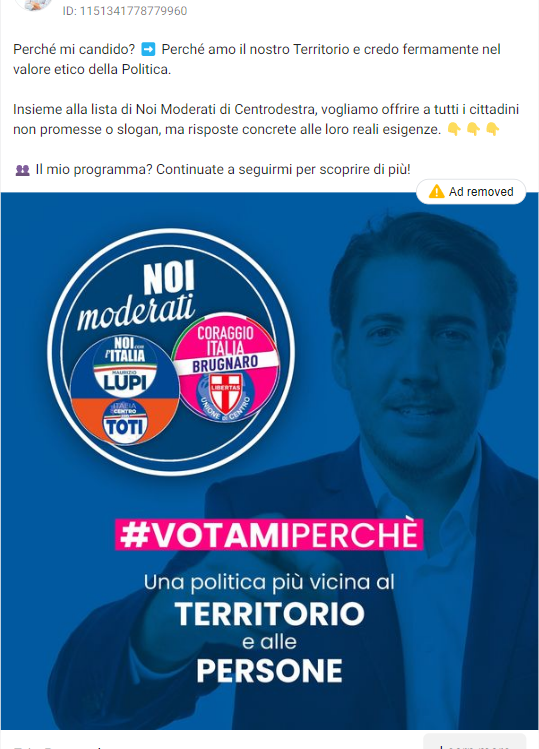 ID: 1151341778779960
Perché mi candido? ➡️ Perché amo il nostro Territorio e credo fermamente nel
valore etico della Politica.
Insieme alla lista di Noi Moderati di Centrodestra, vogliamo offrire a tutti i cittadini
non promesse o slogan, ma risposte concrete alle loro reali esigenze. 👇👇👇
👥 Il mio programma? Continuate a seguirmi per scoprire di più!
Ad removed
NOI
moderati
NOI CON
l'ITALIA
MAURIZIO
LUPI
ITALIA
AL CENTRO
TOTI
CORAGGIO
ITALIA
BRUGNARO
LIBERTAS
UNIONE DI CENTRO
#VOTAMIPERCHÈ
Una politica più vicina al
TERRITORIO
e alle
PERSONE